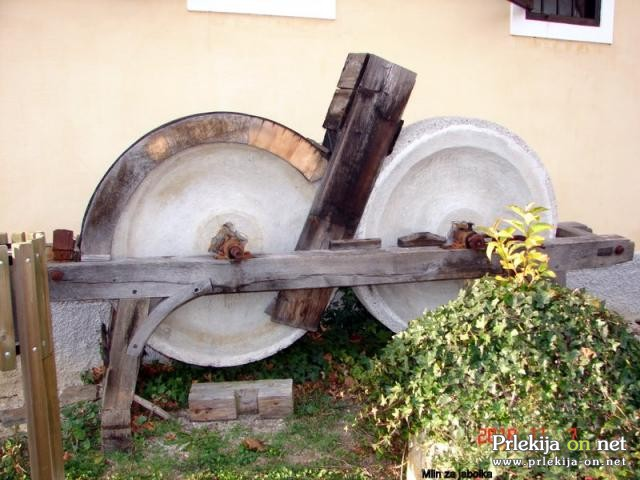 Prlekija on net
www.prlekija-on.net
Mlin za jabolka